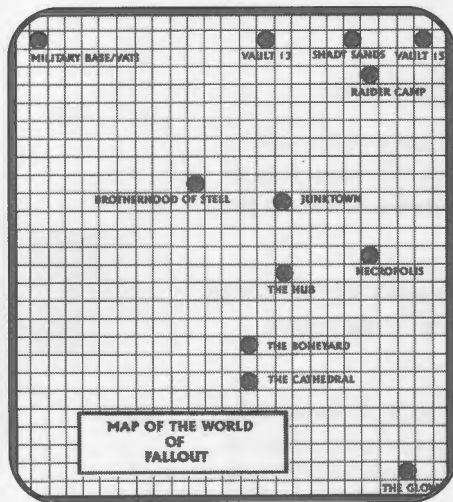 MILITARY BASE/VATS
VAULT 13
SHADY SANDS
VAULT 15
RAIDER CAMP
BROTHERHOOD OF STEEL
JUNKTOWN
NECROPOLIS
THE HUB
THE BONEYARD
THE CATHEDRAL
MAP OF THE WORLD
OF
FALLOUT
THE GLOW